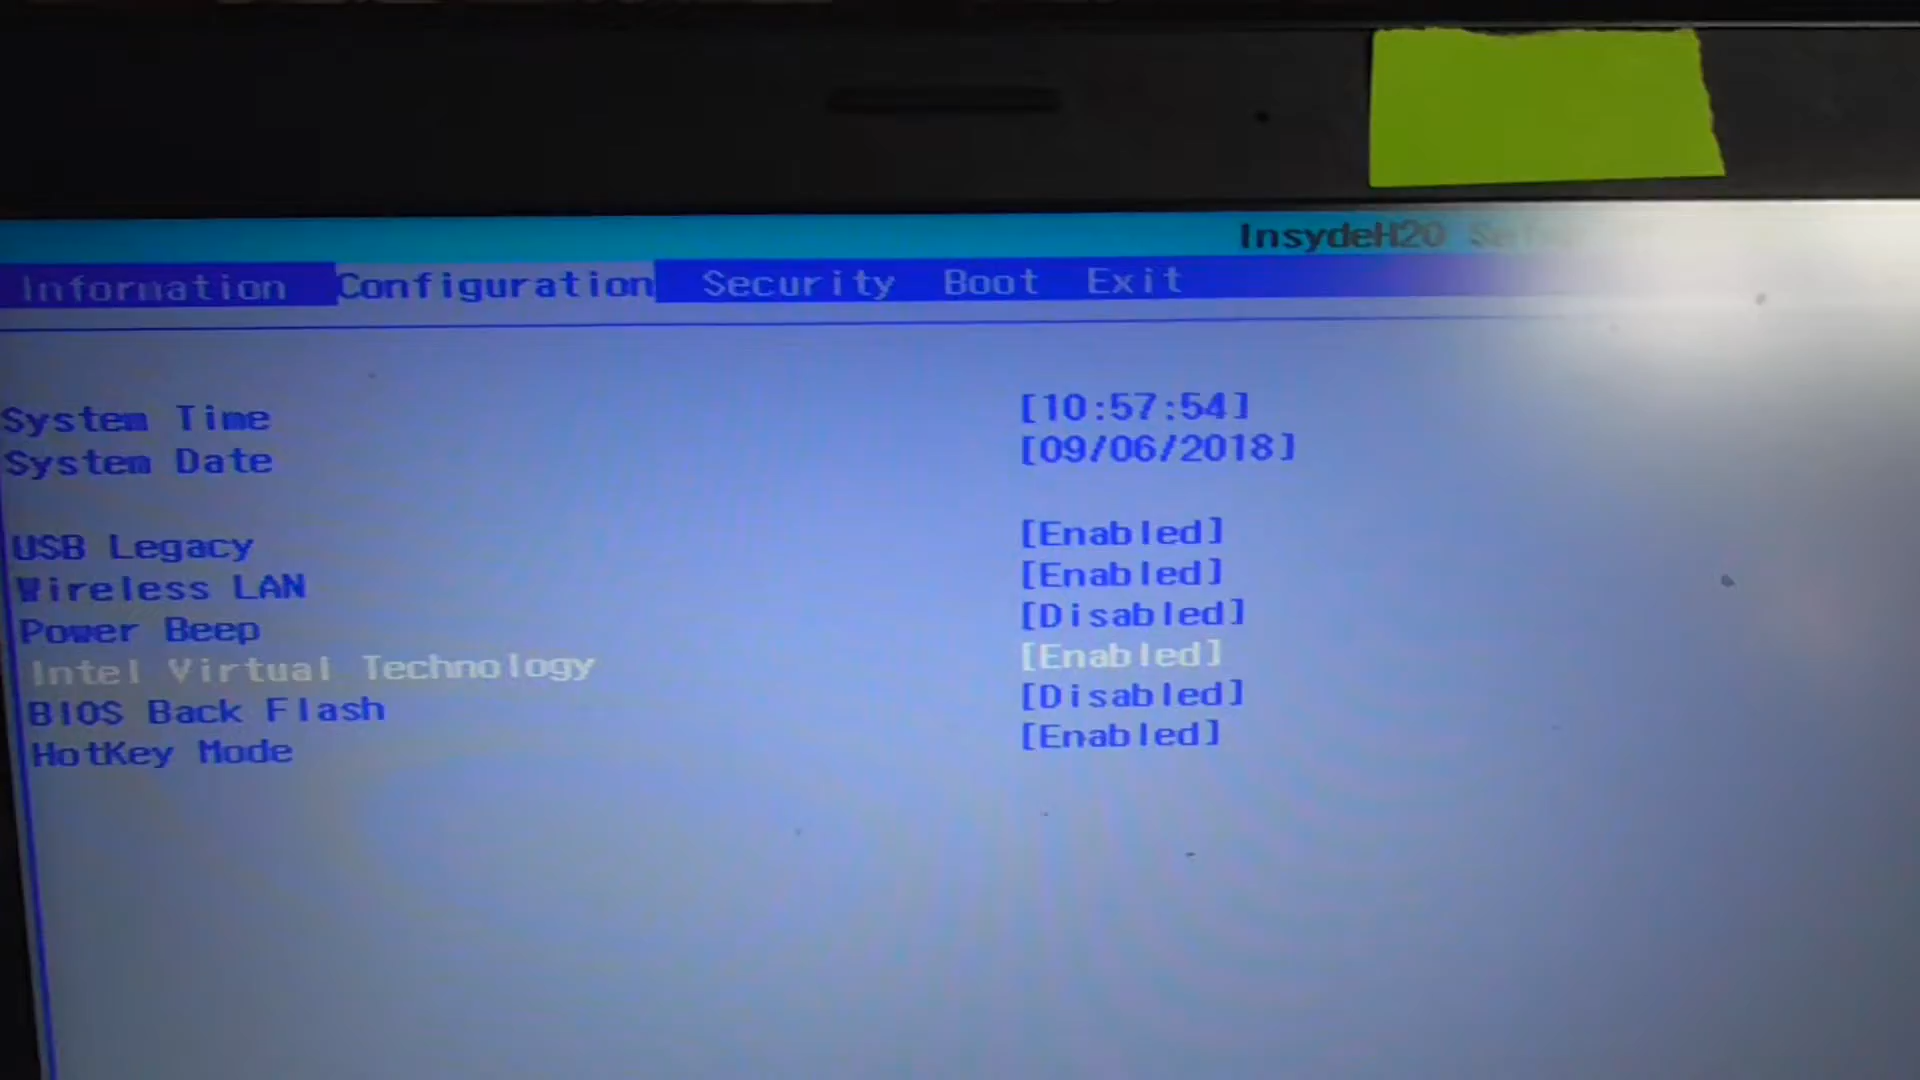 InsydeH20
Information Configuration Security Boot Exit
System Time [10:57:54]
System Date [09/06/2018]
USB Legacy [Enabled]
Wireless LAN [Enabled]
Power Beep [Disabled]
Intel Virtual Technology [Enabled]
BIOS Back Flash [Disabled]
HotKey Mode [Enabled]